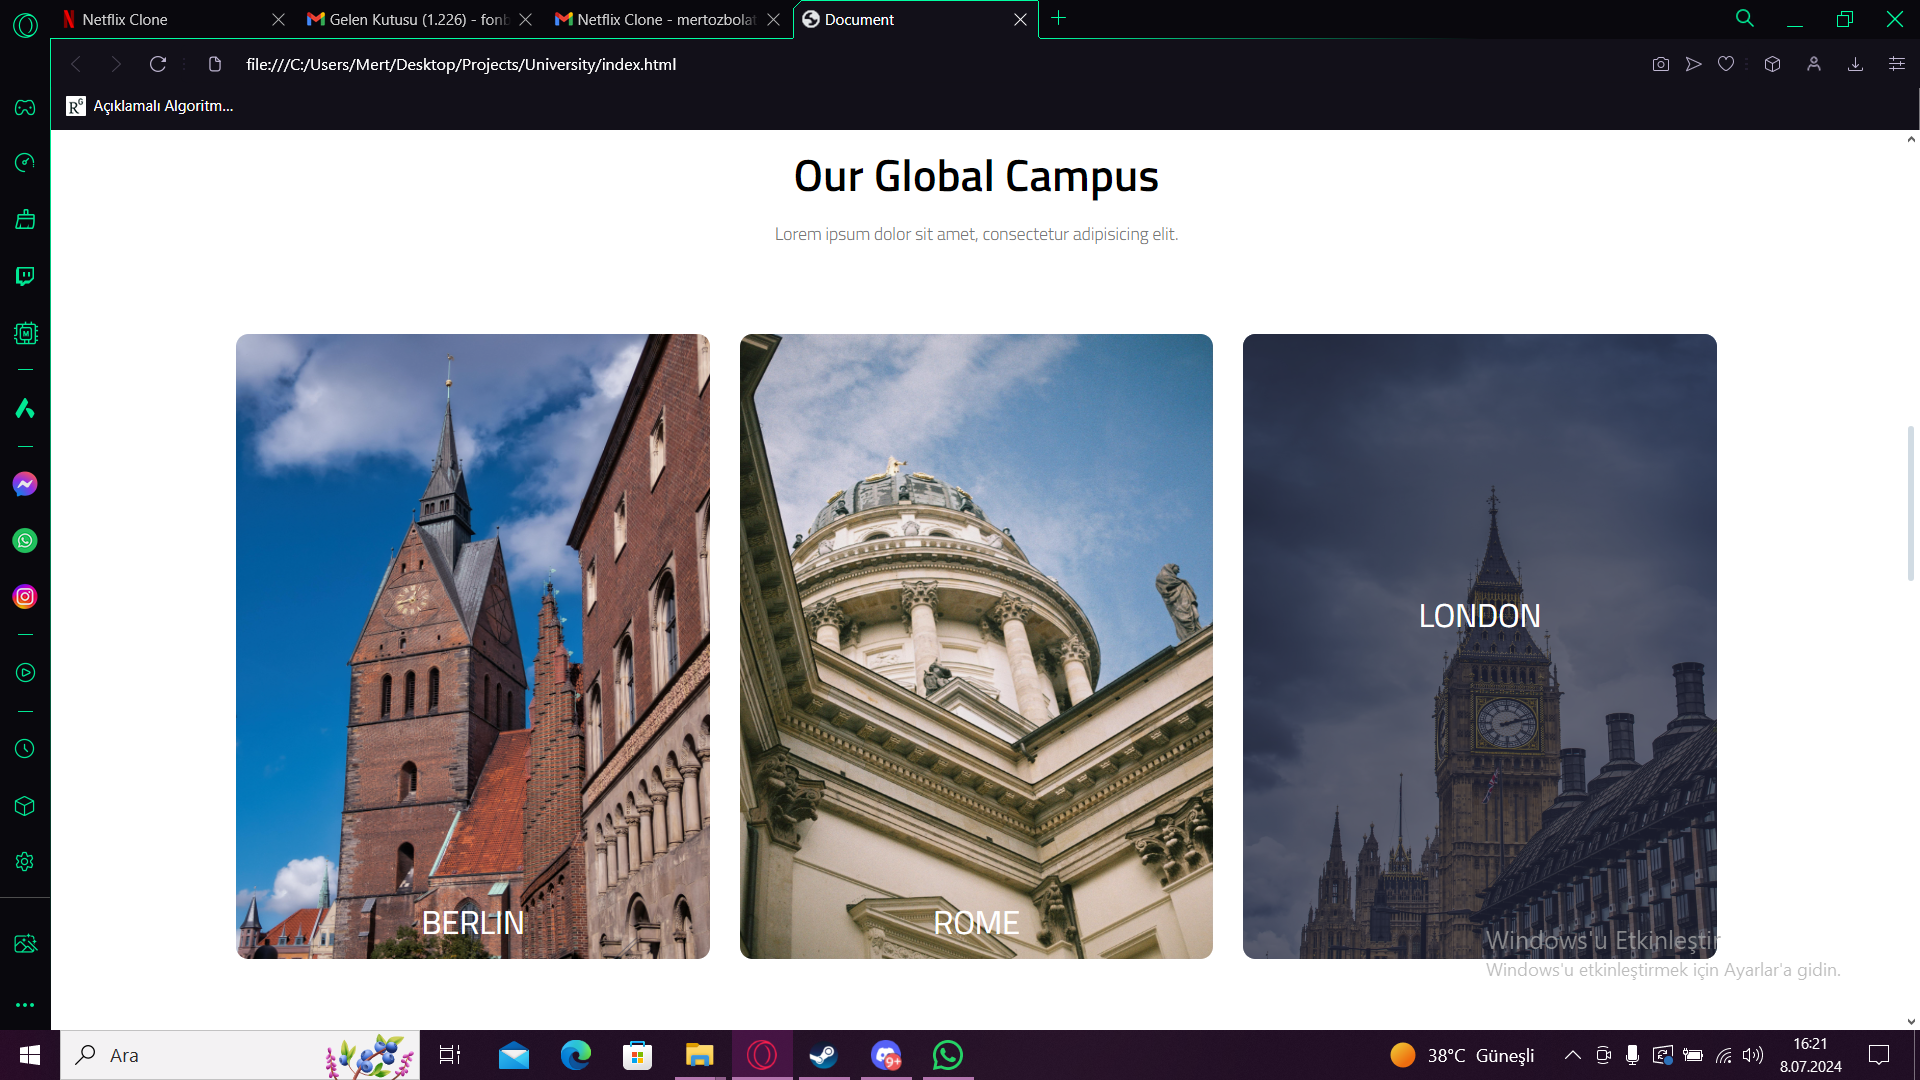 Netflix Clone
Gelen Kutusu (1.226) - fonb
Netflix Clone - mertozbolat
Document
file:///C:/Users/Mert/Desktop/Projects/University/index.html
Açıklamalı Algoritm...
Our Global Campus
Lorem ipsum dolor sit amet, consectetur adipisicing elit.
LONDON
BERLIN
ROME
Windows'u Etkinleştir
Windows'u etkinleştirmek için Ayarlar'a gidin.
Ara
9+
38°C Güneşli
16:21
8.07.2024